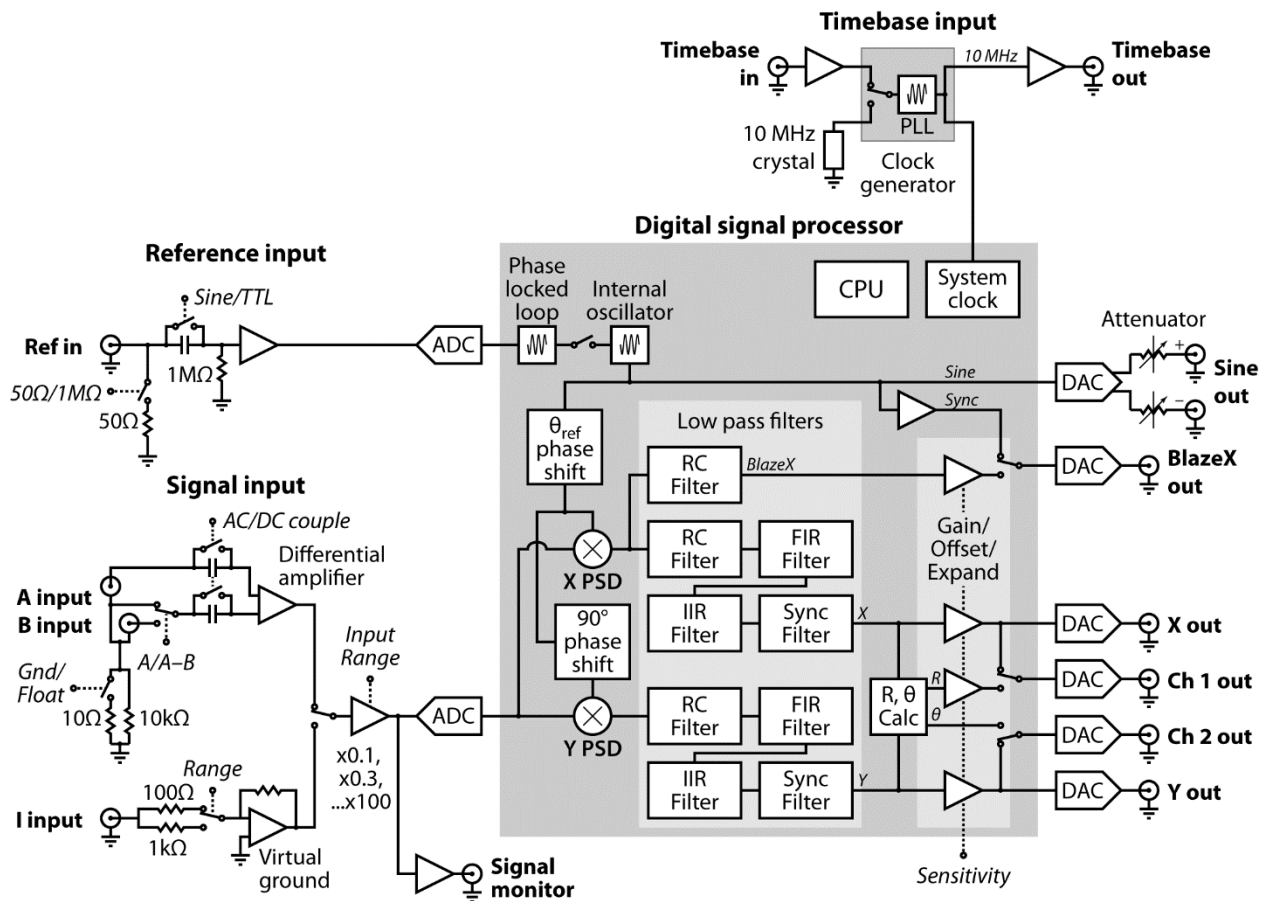 Timebase input
Timebase
in
10 MHz
Timebase
out
PLL
10 MHz
crystal
Clock
generator
Digital signal processor
Reference input
Sine/TTL
Ref in
1MΩ
50Ω/1MΩ
50Ω
ADC
Phase
locked
loop
Internal
oscillator
CPU
System
clock
Attenuator
+
−
Sine
out
DAC
Sine
Sync
θref
phase
shift
Low pass filters
RC
Filter
BlazeX
DAC
BlazeX
out
Signal input
AC/DC couple
Differential
amplifier
A input
B input
A/A–B
Gnd/
Float
10Ω
10kΩ
Input
Range
x0.1,
x0.3,
...x100
ADC
X PSD
90°
phase
shift
Y PSD
RC
Filter
FIR
Filter
IIR
Filter
Sync
Filter
X
RC
Filter
FIR
Filter
IIR
Filter
Sync
Filter
Y
Gain/
Offset/
Expand
R, θ
Calc
R
θ
DAC
X out
DAC
Ch 1 out
DAC
Ch 2 out
DAC
Y out
Sensitivity
I input
Range
100Ω
1kΩ
Virtual
ground
Signal
monitor